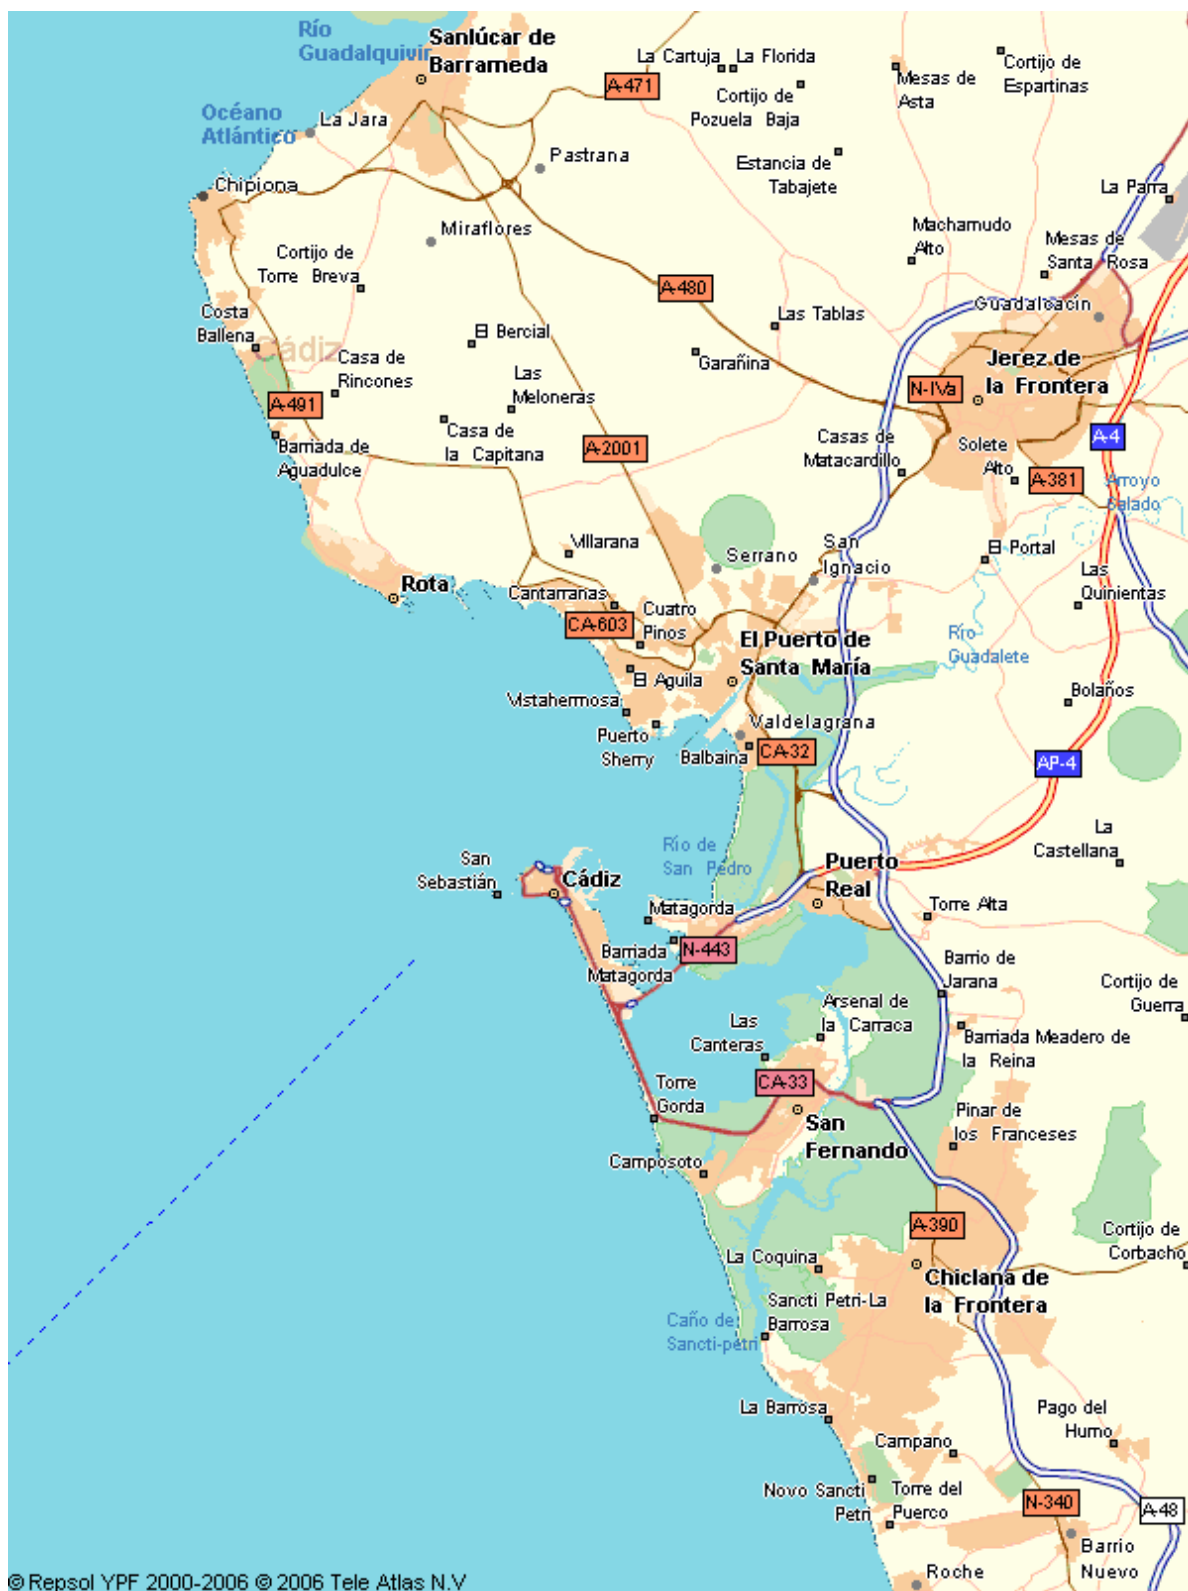 Río
Guadalquivir
Sanlúcar de
Barrameda
La Cartuja
La Florida
A-471
Cortijo de
Pozuela Baja
Mesas de
Asta
Cortijo de
Espartinas
Océano
Atlántico
La Jara
Pastrana
Estancia de
Tabajete
Chipiona
La Parra
Miraflores
Machamudo
Alto
Mesas de
Santa Rosa
Cortijo de
Torre Breva
A-480
Costa
Ballena
Cádiz
El Bercial
Las Tablas
Guadalcacín
Casa de
Rincones
Garañina
Jerez de
la Frontera
Las
Meloneras
N-IVa
A-491
Casa de
la Capitana
A-2001
Casas de
Matacardillo
Solete
Alto
A-4
Barriada de
Aguadulce
A-381
Arroyo
Salado
Villarana
Serrano
San
Ignacio
El Portal
Rota
Cantarranas
Las
Quinientas
CA-603
Cuatro
Pinos
El Puerto de
Santa María
Río
Guadalete
El Aguila
Vistahermosa
Bolaños
Puerto
Sherry
Valdelagrana
Balbaina
CA-32
AP-4
Río de
San Pedro
La
Castellana
San
Sebastián
Cádiz
Puerto
Real
Matagorda
Torre Alta
Barriada
Matagorda
N-443
Barrio de
Jarana
Cortijo de
Guerra
Arsenal de
la Carraca
Las
Canteras
Barriada Meadero de
la Reina
CA-33
Torre
Gorda
San
Fernando
Pinar de
los Franceses
Camposoto
A-390
Cortijo de
Corbacho
La Coquina
Chiclana de
la Frontera
Sancti Petri-La
Barrosa
Caño de
Sancti-petri
La Barrosa
Pago del
Humo
Campano
Novo Sancti
Petri
Torre del
Puerco
N-340
A-48
Barrio
Nuevo
Roche
© Repsol YPF 2000-2006 © 2006 Tele Atlas N.V